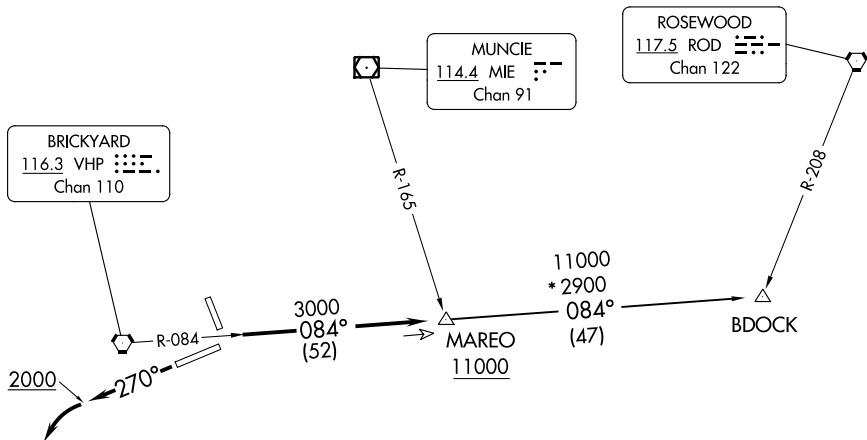 ROSEWOOD
117.5 ROD
Chan 122
MUNCIE
114.4 MIE
Chan 91
BRICKYARD
116.3 VHP
Chan 110
R-165
R-208
R-084
3000
084°
(52)
MAREO
11000
11000
*2900
084°
(47)
BDOCK
2000
270°